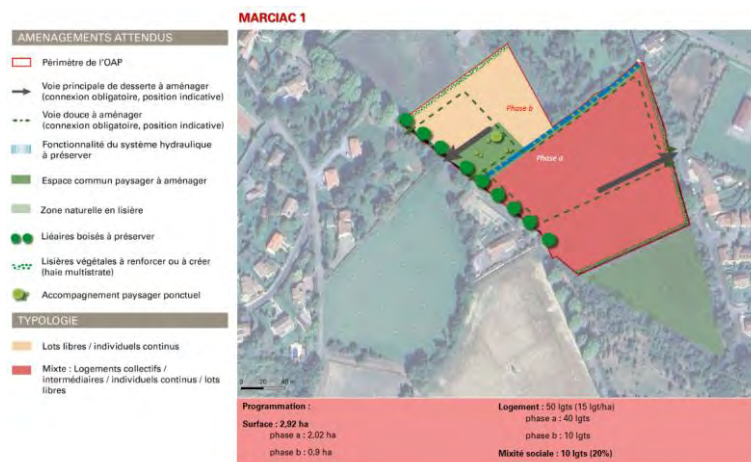 MARCIAC 1
AMENAGEMENTS ATTENDUS
Périmètre de l'OAP
Voie principale de desserte à aménager
(connexion obligatoire, position indicative)
Voie douce à aménager
(connexion obligatoire, position indicative)
Fonctionnalité du système hydraulique
à préserver
Espace commun paysager à aménager
Zone naturelle en lisière
Liéaires boisés à préserver
Lisières végétales à renforcer ou à créer
(haie multistrate)
Accompagnement paysager ponctuel
TYPOLOGIE
Lots libres / individuels continus
Mixte : Logements collectifs /
intermédiaires / individuels continus / lots
libres
Phase b
Phase a
0 20 40 m
Programmation :
Surface : 2,92 ha
phase a : 2,02 ha
phase b : 0,9 ha
Logement : 50 lgts (15 lgt/ha)
phase a : 40 lgts
phase b : 10 lgts
Mixité sociale : 10 lgts (20%)